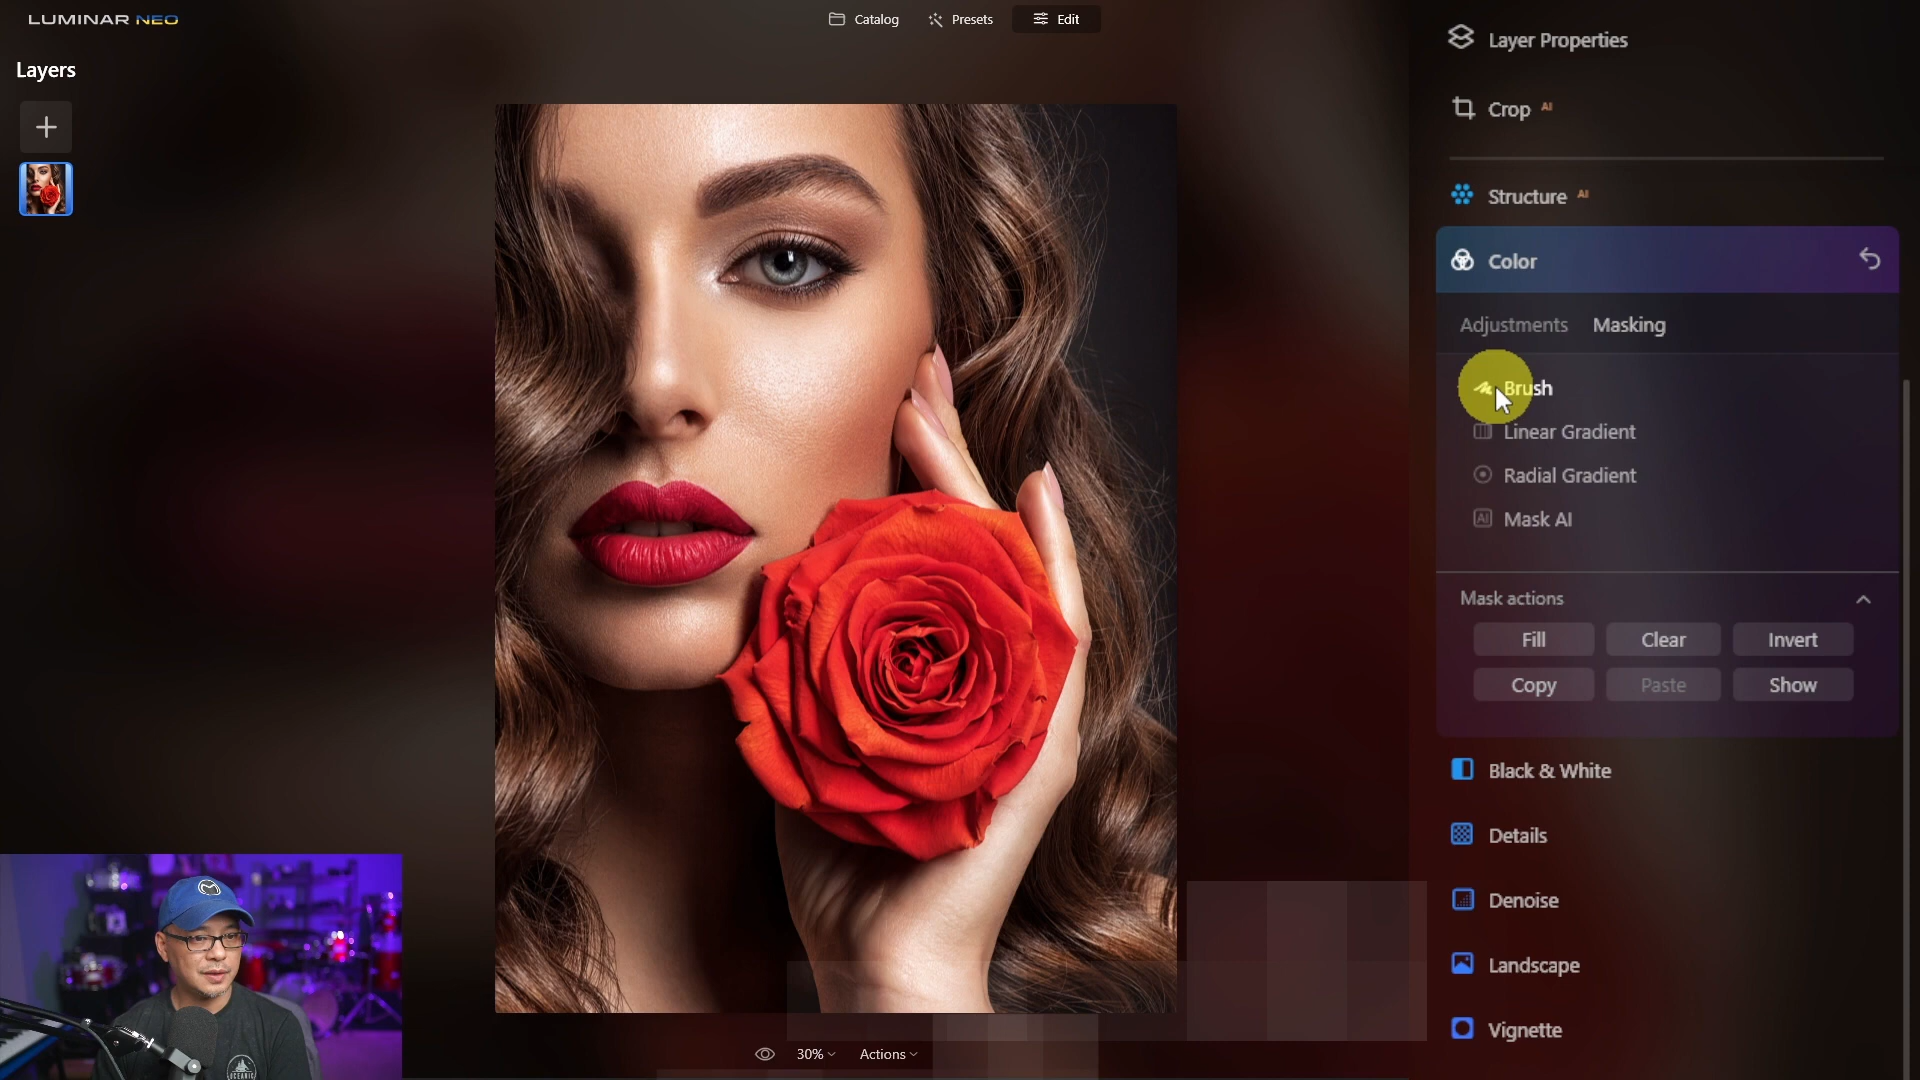 LUMINAR NEO
Catalog
Presets
Edit
Layers
Layer Properties
Crop AI
Structure AI
Color
Adjustments
Masking
Brush
Linear Gradient
Radial Gradient
AI Mask AI
Mask actions
Fill
Clear
Invert
Copy
Paste
Show
Black & White
Details
Denoise
Landscape
Vignette
30%
Actions
OCEANIC